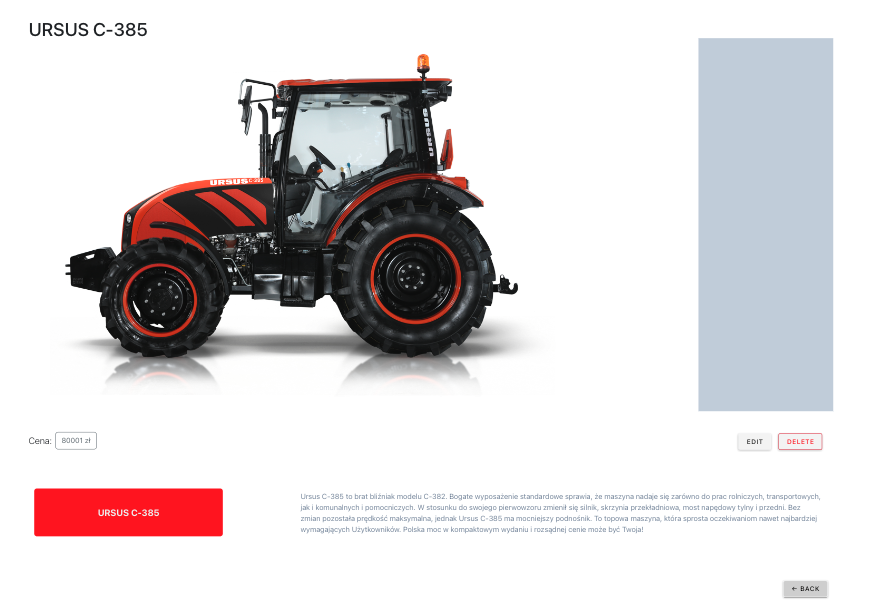 URSUS C-385
URSUS
Cena: 80001 zł
EDIT
DELETE
URSUS C-385
Ursus C-385 to brat bliźniak modelu C-382. Bogate wyposażenie standardowe sprawia, że maszyna nadaje się zarówno do prac rolniczych, transportowych,
jak i komunalnych i pomocniczych. W stosunku do swojego pierwowzoru zmienił się silnik, skrzynia przekładniowa, most napędowy tylny i przedni. Bez
zmian pozostała prędkość maksymalna, jednak Ursus C-385 ma mocniejszy podnośnik. To topowa maszyna, która sprosta oczekiwaniom nawet najbardziej
wymagających Użytkowników. Polska moc w kompaktowym wydaniu i rozsądnej cenie może być Twoja!
← BACK